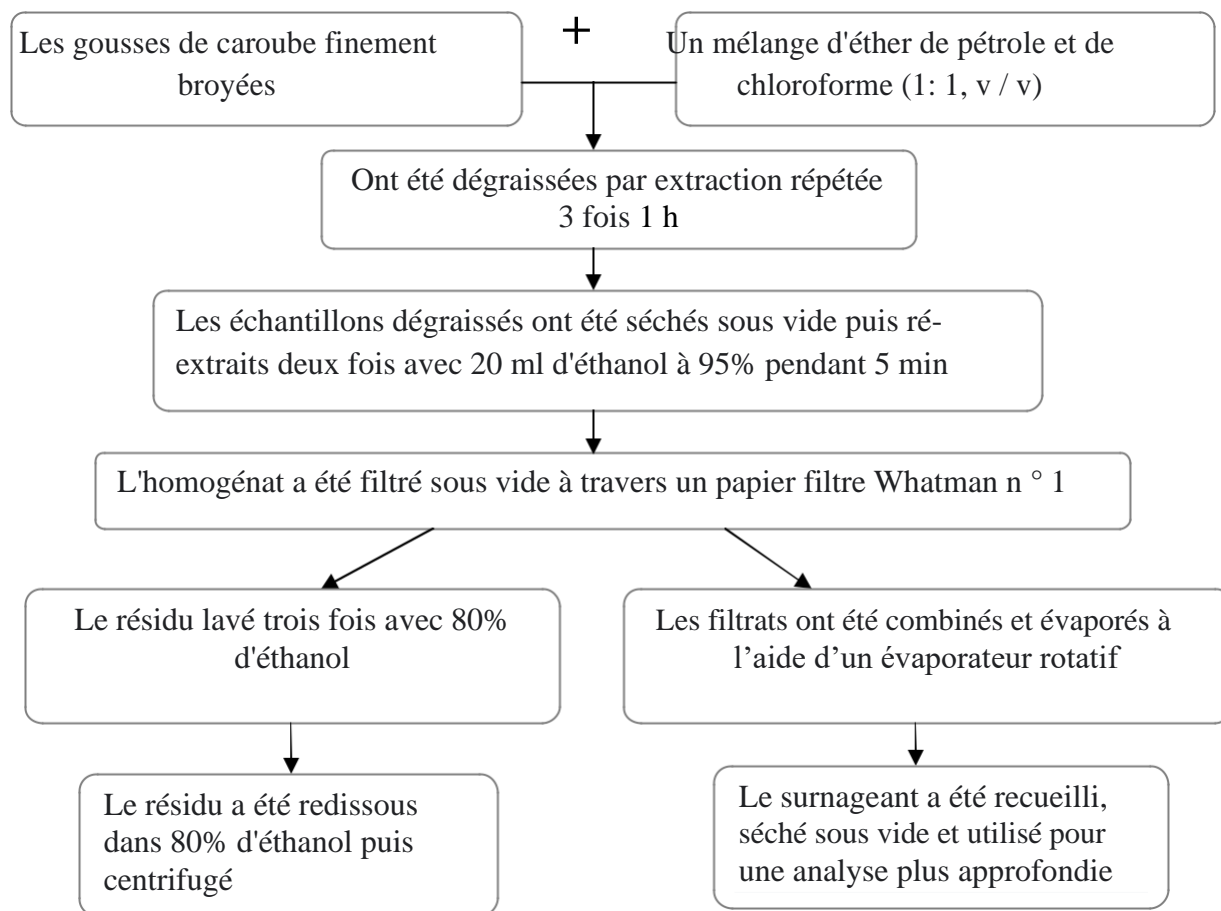 Les gousses de caroube finement
broyées
+
Un mélange d'éther de pétrole et de
chloroforme (1: 1, v / v)
Ont été dégraissées par extraction répétée
3 fois 1 h
Les échantillons dégraissés ont été séchés sous vide puis ré-
extraits deux fois avec 20 ml d'éthanol à 95% pendant 5 min
L'homogénat a été filtré sous vide à travers un papier filtre Whatman n ° 1
Le résidu lavé trois fois avec 80%
d'éthanol
Les filtrats ont été combinés et évaporés à
l’aide d’un évaporateur rotatif
Le résidu a été redissous
dans 80% d'éthanol puis
centrifugé
Le surnageant a été recueilli,
séché sous vide et utilisé pour
une analyse plus approfondie